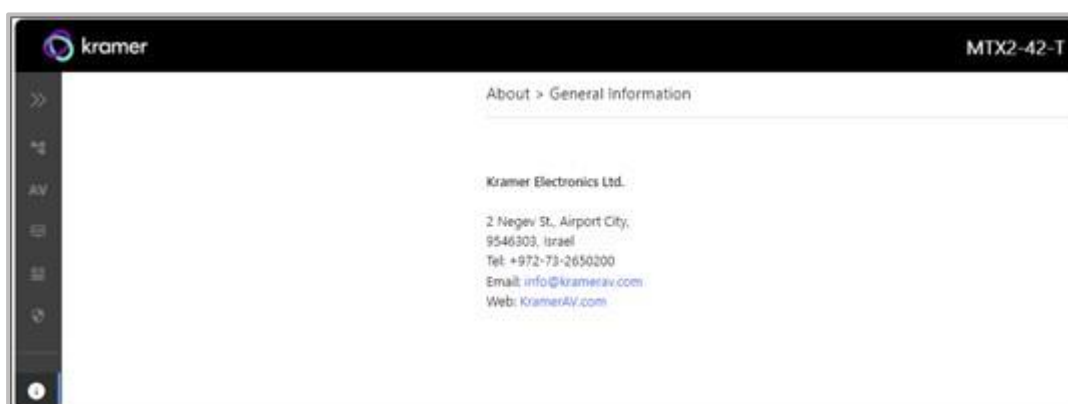 kramer
MTX2-42-T
About > General Information
AV
Kramer Electronics Ltd.
2 Negev St., Airport City,
9546303, Israel
Tel: +972-73-2650200
Email: info@kramerav.com
Web: KramerAV.com